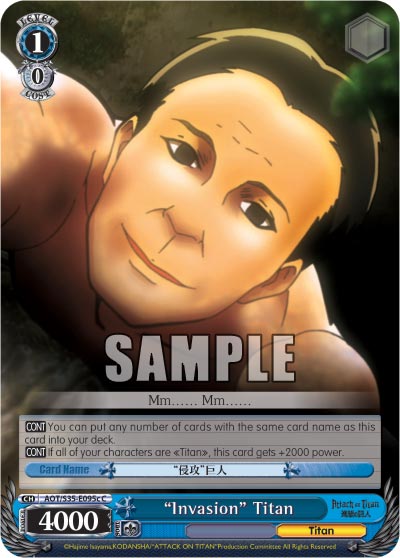 LEVEL
1
0
COST
SAMPLE
Mm…… Mm……
CONT You can put any number of cards with the same card name as this
card into your deck.
CONT If all of your characters are «Titan», this card gets +2000 power.
Card Name “侵攻”巨人
CH AOT/S35-E095cC
4000
“Invasion” Titan
Attack on Titan
進撃の巨人
Titan
©Hajime Isayama,KODANSHA/"ATTACK ON TITAN"Production Committee All Rights Reserved